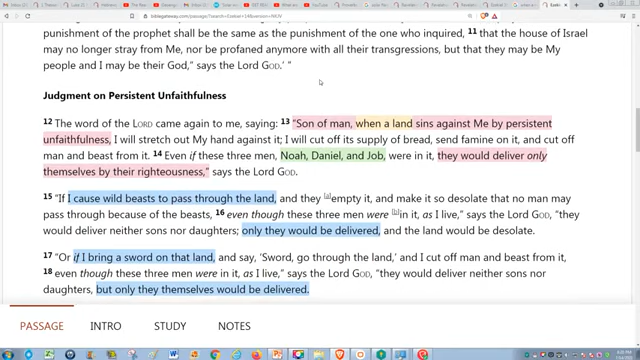 biblegateway.com/passage/?search=Ezekiel 14&version=NKJV
punishment of the prophet shall be the same as the punishment of the one who inquired, 11 that the house of Israel
may no longer stray from Me, nor be profaned anymore with all their transgressions, but that they may be My
people and I may be their God,” says the Lord GOD.’ ”
Judgment on Persistent Unfaithfulness
12 The word of the LORD came again to me, saying: 13 “Son of man, when a land sins against Me by persistent
unfaithfulness, I will stretch out My hand against it; I will cut off its supply of bread, send famine on it, and cut off
man and beast from it. 14 Even if these three men, Noah, Daniel, and Job, were in it, they would deliver only
themselves by their righteousness,” says the Lord GOD.
15 “If I cause wild beasts to pass through the land, and they [a]empty it, and make it so desolate that no man may
pass through because of the beasts, 16 even though these three men were [b]in it, as I live,” says the Lord GOD, “they
would deliver neither sons nor daughters; only they would be delivered, and the land would be desolate.
17 “Or if I bring a sword on that land, and say, ‘Sword, go through the land,’ and I cut off man and beast from it,
18 even though these three men were in it, as I live,” says the Lord GOD, “they would deliver neither sons nor
daughters, but only they themselves would be delivered.
PASSAGE INTRO STUDY NOTES